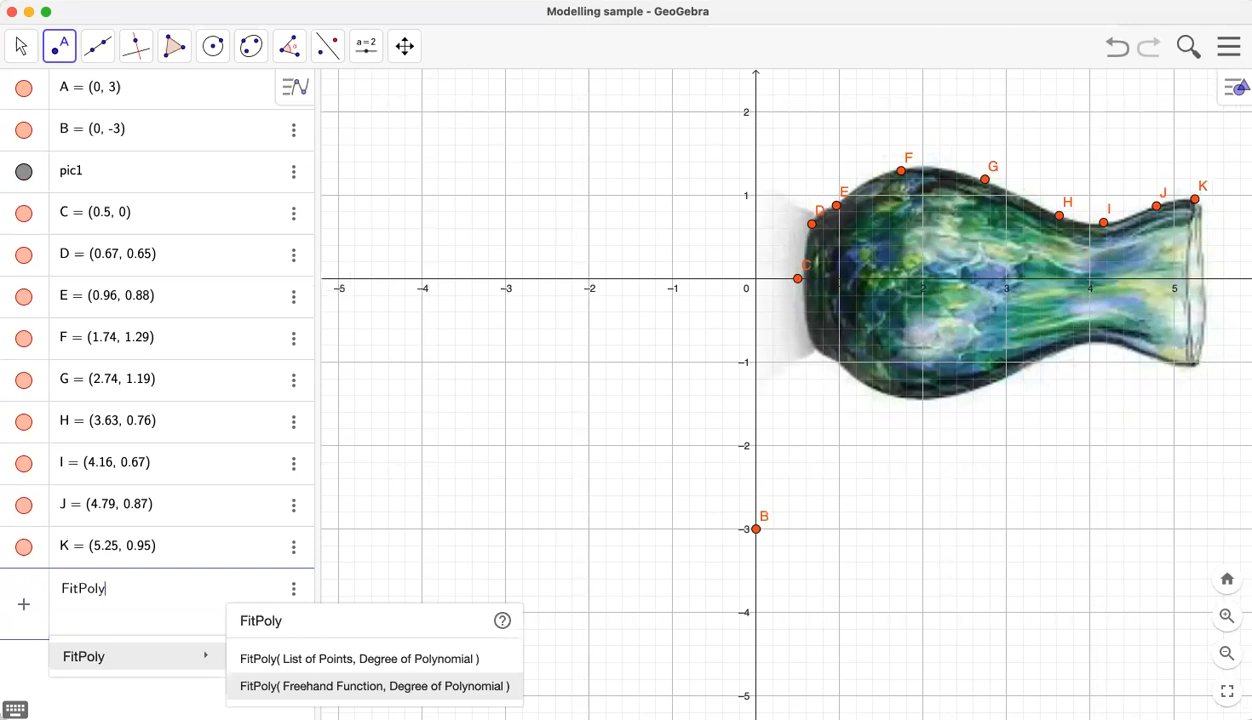 Modelling sample - GeoGebra
A
a=2
A = (0, 3)
B = (0, -3)
pic1
C = (0.5, 0)
D = (0.67, 0.65)
E = (0.96, 0.88)
F = (1.74, 1.29)
G = (2.74, 1.19)
H = (3.63, 0.76)
I = (4.16, 0.67)
J = (4.79, 0.87)
K = (5.25, 0.95)
FitPoly
FitPoly
FitPoly
FitPoly( List of Points, Degree of Polynomial )
FitPoly( Freehand Function, Degree of Polynomial )
2
F
G
1
E
D
H
I
J
K
C
-5
-4
-3
-2
-1
0
1
2
3
4
5
-1
-2
B
-3
-4
-5